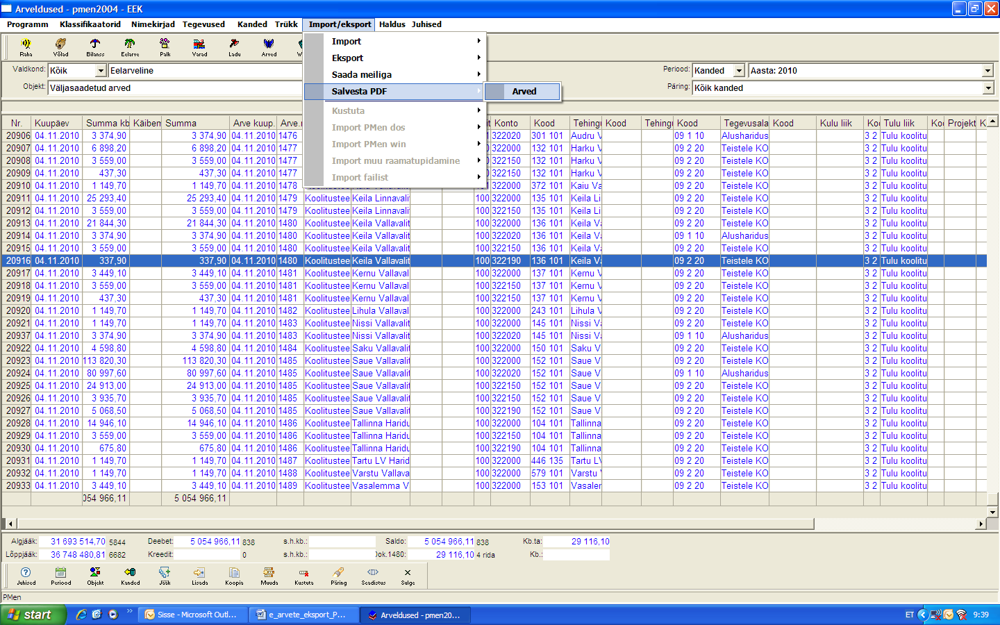 Arveldused - pmen2004 - EEK
Programm Klassifikaatorid Nimekirjad Tegevused Kanded Trükk Import/eksport Haldus Juhised
Raha Võlad Bilanss Eelarve Palk Varad Ladu Arved
Import
Eksport
Saada meiliga
Salvesta PDF
Arved
Kustuta
Import PMen dos
Import PMen win
Import muu raamatupidamine
Import failist
Valdkond: Kõik Eelarveline Periood: Kanded Aasta: 2010
Objekt: Väljasaadetud arved Päring: Kõik kanded
Nr. Kuupäev Summa kb Käibem Summa Arve kuup. Arve.n Konto Kood Tehingu Kood Tehingu Kood Tegevusala Kood Kulu liik Koo Tulu liik Koo Projekt K
20906 04.11.2010 3 374,90 3 374,90 04.11.2010 1476 322020 301 101 Audru V 09 1 10 Alusharidus 3 2 Tulu koolitu
20907 04.11.2010 6 898,20 6 898,20 04.11.2010 1477 322000 132 101 Harku V 09 2 20 Teistele KO 3 2 Tulu koolitu
20908 04.11.2010 3 559,00 3 559,00 04.11.2010 1477 322150 132 101 Harku V 09 2 20 Teistele KO 3 2 Tulu koolitu
20909 04.11.2010 437,30 437,30 04.11.2010 1477 322150 132 101 Harku V 09 2 20 Teistele KO 3 2 Tulu koolitu
20910 04.11.2010 1 149,70 1 149,70 04.11.2010 1478 322000 372 101 Kaiu Va 09 2 20 Teistele KO 3 2 Tulu koolitu
20911 04.11.2010 25 293,40 25 293,40 04.11.2010 1479 Koolitustee Keila Linnavalit 100 322000 135 101 Keila Li 09 2 20 Teistele KO 3 2 Tulu koolitu
20912 04.11.2010 3 559,00 3 559,00 04.11.2010 1479 Koolitustee Keila Linnavalit 100 322150 135 101 Keila Li 09 2 20 Teistele KO 3 2 Tulu koolitu
20913 04.11.2010 21 844,30 21 844,30 04.11.2010 1480 Koolitustee Keila Vallavalit 100 322000 136 101 Keila Va 09 2 20 Teistele KO 3 2 Tulu koolitu
20914 04.11.2010 3 374,90 3 374,90 04.11.2010 1480 Koolitustee Keila Vallavalit 100 322020 136 101 Keila Va 09 1 10 Alusharidus 3 2 Tulu koolitu
20915 04.11.2010 3 559,00 3 559,00 04.11.2010 1480 Koolitustee Keila Vallavalit 100 322150 136 101 Keila Va 09 2 20 Teistele KO 3 2 Tulu koolitu
20916 04.11.2010 337,90 337,90 04.11.2010 1480 Koolitustee Keila Vallavalit 100 322190 136 101 Keila Va 09 2 20 Teistele KO 3 2 Tulu koolitu
20917 04.11.2010 3 449,10 3 449,10 04.11.2010 1481 Koolitustee Kernu Vallaval 100 322000 137 101 Kernu V 09 2 20 Teistele KO 3 2 Tulu koolitu
20918 04.11.2010 3 559,00 3 559,00 04.11.2010 1481 Koolitustee Kernu Vallaval 100 322150 137 101 Kernu V 09 2 20 Teistele KO 3 2 Tulu koolitu
20919 04.11.2010 437,30 437,30 04.11.2010 1481 Koolitustee Kernu Vallaval 100 322150 137 101 Kernu V 09 2 20 Teistele KO 3 2 Tulu koolitu
20920 04.11.2010 1 149,70 1 149,70 04.11.2010 1482 Koolitustee Lihula Vallavalit 100 322000 243 101 Lihula V 09 2 20 Teistele KO 3 2 Tulu koolitu
20921 04.11.2010 1 149,70 1 149,70 04.11.2010 1483 Koolitustee Nissi Vallavalit 100 322000 145 101 Nissi Va 09 2 20 Teistele KO 3 2 Tulu koolitu
20937 04.11.2010 3 374,90 3 374,90 04.11.2010 1483 Koolitustee Nissi Vallavalit 100 322020 145 101 Nissi Va 09 1 10 Alusharidus 3 2 Tulu koolitu
20922 04.11.2010 4 598,80 4 598,80 04.11.2010 1484 Koolitustee Saku Vallavalit 100 322000 150 101 Saku V 09 2 20 Teistele KO 3 2 Tulu koolitu
20923 04.11.2010 113 820,30 113 820,30 04.11.2010 1485 Koolitustee Saue Vallavalit 100 322000 152 101 Saue V 09 2 20 Teistele KO 3 2 Tulu koolitu
20924 04.11.2010 80 997,60 80 997,60 04.11.2010 1485 Koolitustee Saue Vallavalit 100 322020 152 101 Saue V 09 1 10 Alusharidus 3 2 Tulu koolitu
20925 04.11.2010 24 913,00 24 913,00 04.11.2010 1485 Koolitustee Saue Vallavalit 100 322150 152 101 Saue V 09 2 20 Teistele KO 3 2 Tulu koolitu
20926 04.11.2010 3 935,70 3 935,70 04.11.2010 1485 Koolitustee Saue Vallavalit 100 322150 152 101 Saue V 09 2 20 Teistele KO 3 2 Tulu koolitu
20927 04.11.2010 5 068,50 5 068,50 04.11.2010 1485 Koolitustee Saue Vallavalit 100 322190 152 101 Saue V 09 2 20 Teistele KO 3 2 Tulu koolitu
20928 04.11.2010 14 946,10 14 946,10 04.11.2010 1486 Koolitustee Tallinna Haridu 100 322000 104 101 Tallinna 09 2 20 Teistele KO 3 2 Tulu koolitu
20929 04.11.2010 3 559,00 3 559,00 04.11.2010 1486 Koolitustee Tallinna Haridu 100 322150 104 101 Tallinna 09 2 20 Teistele KO 3 2 Tulu koolitu
20930 04.11.2010 675,80 675,80 04.11.2010 1486 Koolitustee Tallinna Haridu 100 322190 104 101 Tallinna 09 2 20 Teistele KO 3 2 Tulu koolitu
20931 04.11.2010 1 149,70 1 149,70 04.11.2010 1487 Koolitustee Tartu LV Harid 100 322000 446 135 Tartu LV 09 2 20 Teistele KO 3 2 Tulu koolitu
20932 04.11.2010 1 149,70 1 149,70 04.11.2010 1488 Koolitustee Varstu Vallava 100 322000 579 101 Varstu V 09 2 20 Teistele KO 3 2 Tulu koolitu
20933 04.11.2010 3 449,10 3 449,10 04.11.2010 1489 Koolitustee Vasalemma V 100 322000 153 101 Vasalem 09 2 20 Teistele KO 3 2 Tulu koolitu
054 966,11 5 054 966,11
Algjääk: 31 693 514,70 5844 Deebet: 5 054 966,11 838 s.h.kb.: Saldo: 5 054 966,11 838 Kb.ta: 29 116,10
Lõppjääk: 36 748 480,81 6682 Kreedit: 0 s.h.kb.: Dok.1480: 29 116,10 4 rida Kb.:
Juhised Periood Objekt Kanded Jääk Lisada Koopia Muuda Kustuta Päring Seadistus Sulge
PMen
start Sisse - Microsoft Outl... e_arvete_eksport_P... Arveldused - pmen20... ET 9:39